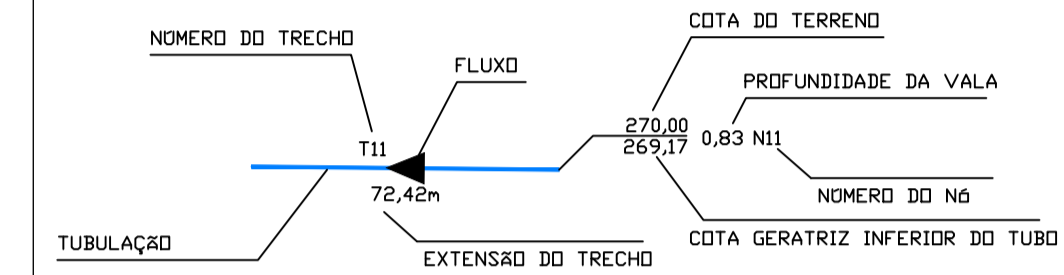 COTA DO TERRENO
NÚMERO DO TRECHO
FLUXO
PROFUNDIDADE DA VALA
270,00
T11
269,17 0,83 N11
72,42m
NÚMERO DO NÓ
TUBULAÇÃO
EXTENSÃO DO TRECHO
COTA GERATRIZ INFERIOR DO TUBO